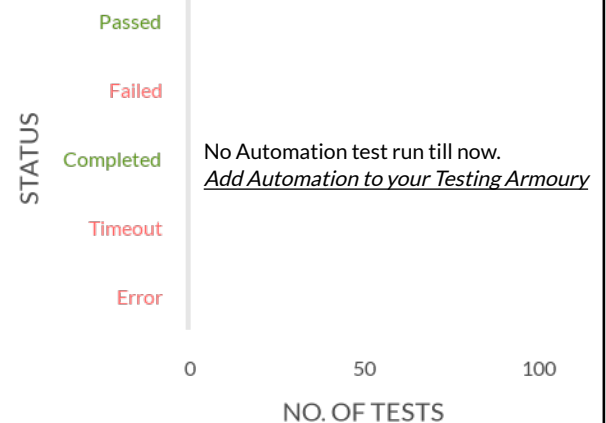 Passed
Failed
STATUS
Completed
No Automation test run till now.
Add Automation to your Testing Armoury
Timeout
Error
0 50 100
NO. OF TESTS